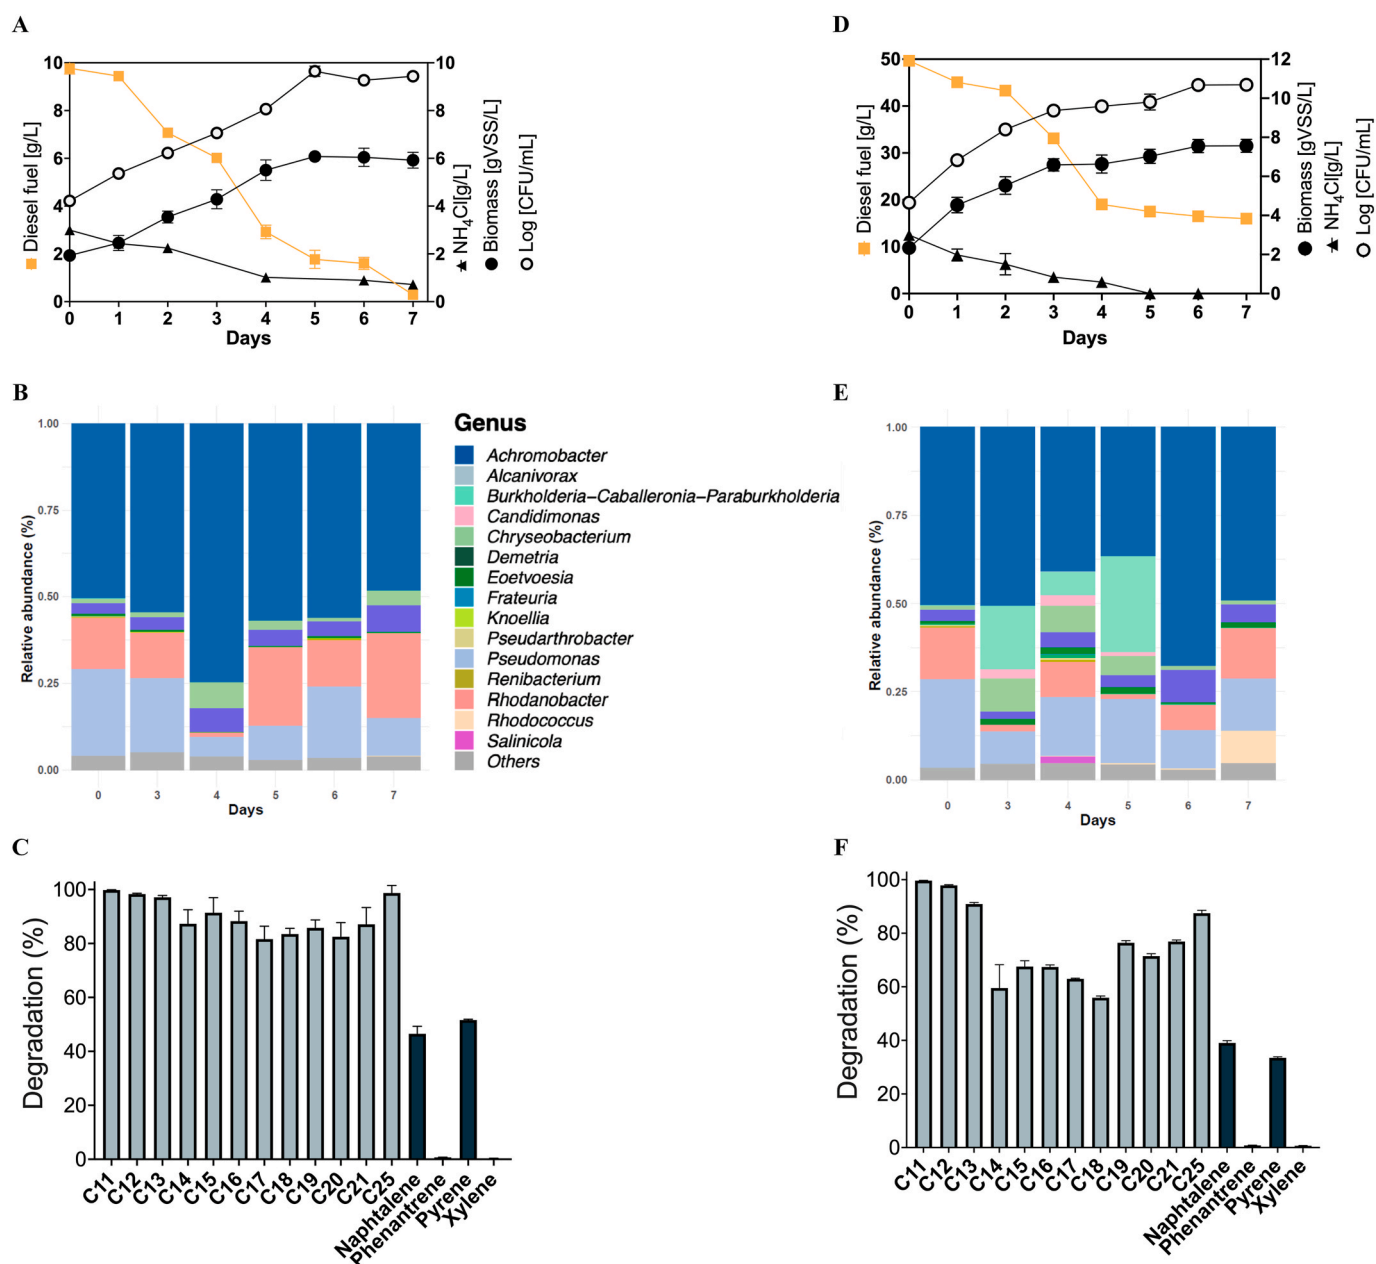 A
10
8
6
4
2
0
0 1 2 3 4 5 6 7
Days
Diesel fuel [g/L]
10
8
6
4
2
0
NH4Cl[g/L]
Biomass [gVSS/L]
Log [CFU/mL]
D
50
40
30
20
10
0
0 1 2 3 4 5 6 7
Days
Diesel fuel [g/L]
12
10
8
6
4
2
0
Biomass [gVSS/L]
NH4Cl[g/L]
Log [CFU/mL]
B
Relative abundance (%)
1.00
0.75
0.50
0.25
0.00
0 3 4 5 6 7
Days
Genus
Achromobacter
Alcanivorax
Burkholderia-Caballeronia-Paraburkholderia
Candidimonas
Chryseobacterium
Demetria
Eoetvoesia
Frateuria
Knoellia
Pseudarthrobacter
Pseudomonas
Renibacterium
Rhodanobacter
Rhodococcus
Salinicola
Others
E
Relative abundance (%)
1.00
0.75
0.50
0.25
0.00
0 3 4 5 6 7
Days
C
Degradation (%)
100
80
60
40
20
0
C11
C12
C13
C14
C15
C16
C17
C18
C19
C20
C21
C25
Naphtalene
Phenantrene
Pyrene
Xylene
F
Degradation (%)
100
80
60
40
20
0
C11
C12
C13
C14
C15
C16
C17
C18
C19
C20
C21
C25
Naphtalene
Phenantrene
Pyrene
Xylene